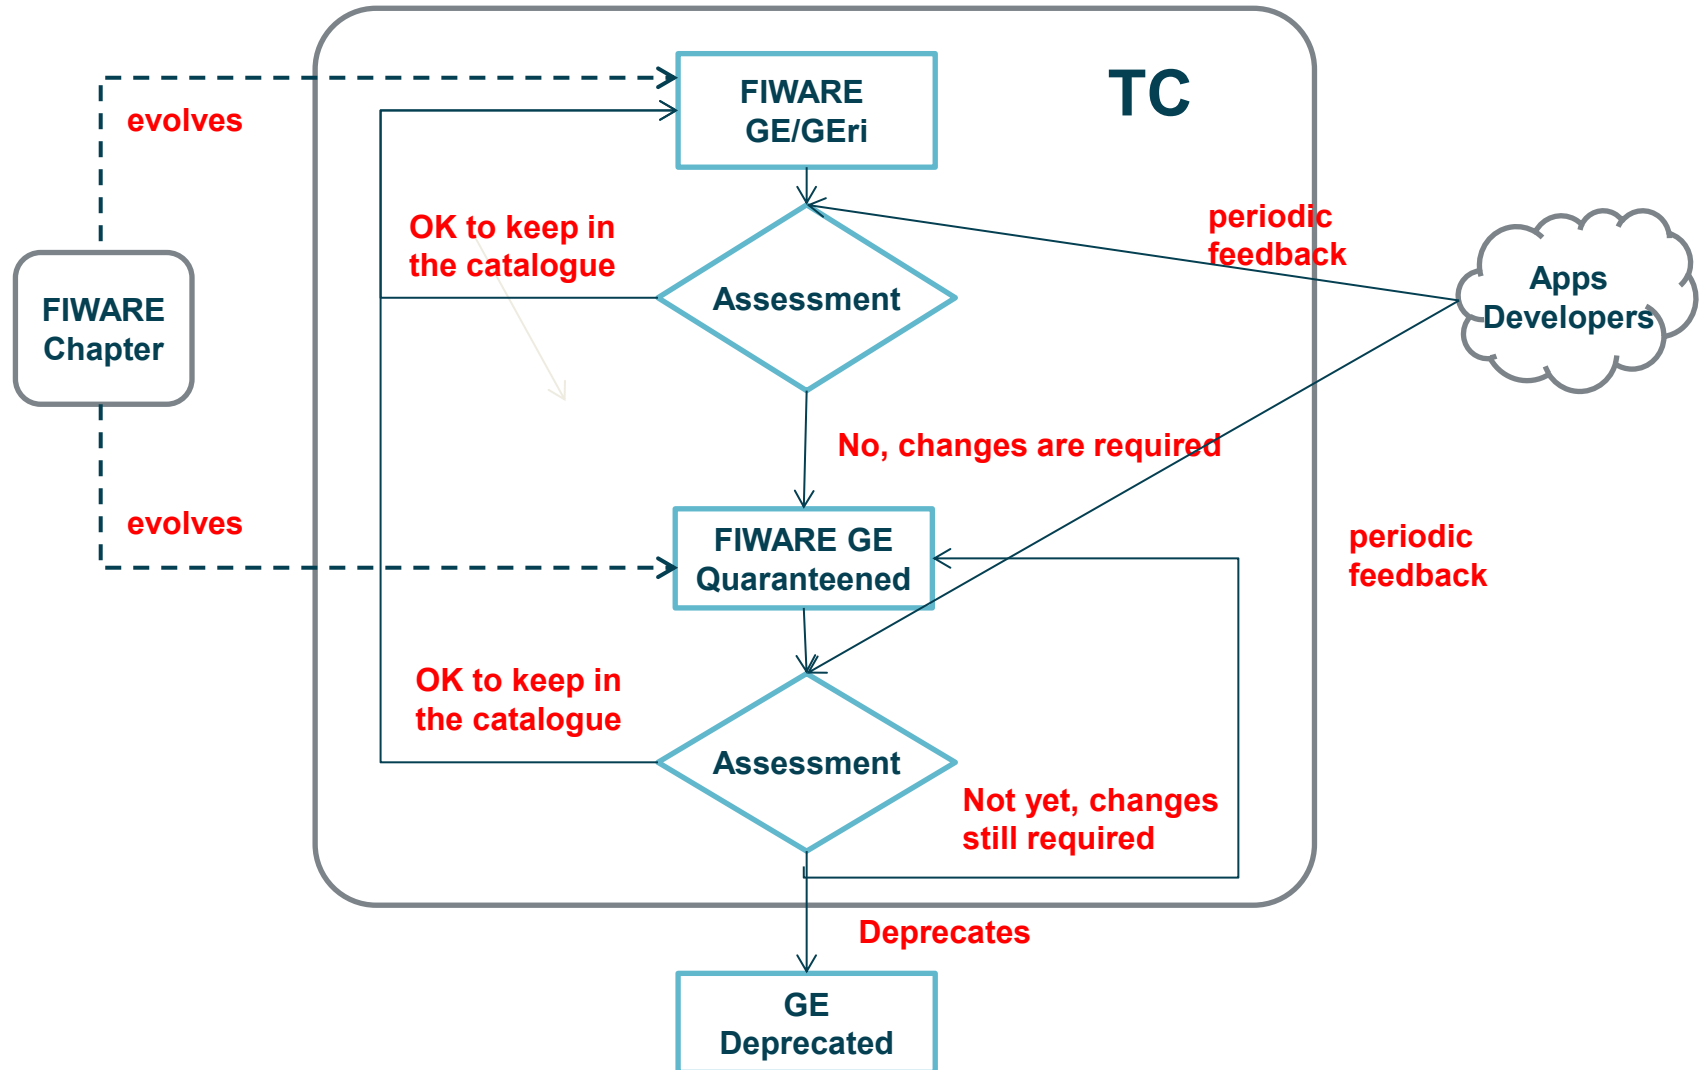 TC
FIWARE
GE/GEri
evolves
OK to keep in
the catalogue
periodic
feedback
Assessment
Apps
Developers
FIWARE
Chapter
No, changes are required
evolves
FIWARE GE
Quaranteened
periodic
feedback
OK to keep in
the catalogue
Assessment
Not yet, changes
still required
Deprecates
GE
Deprecated